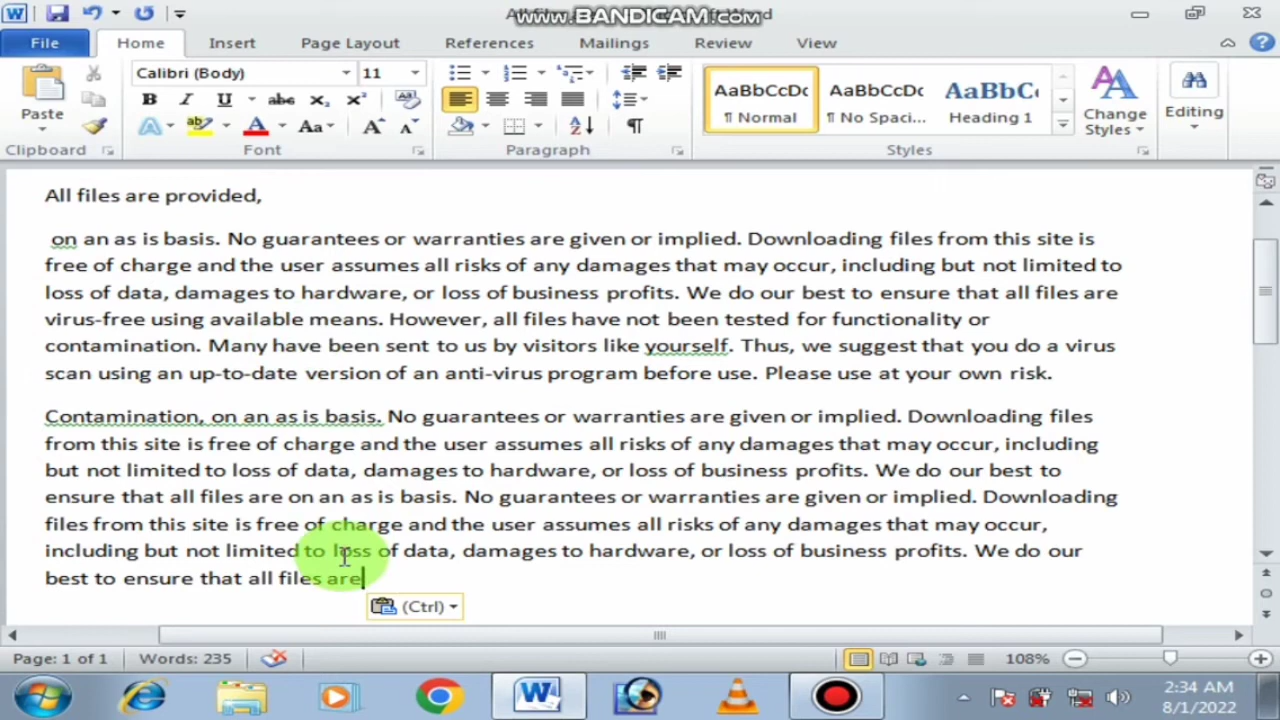 www.BANDICAM.com
File Home Insert Page Layout References Mailings Review View
Calibri (Body) 11
AaBbCcDc AaBbCcDc AaBbC
Paste ¶ Normal ¶ No Spaci... Heading 1 Change Styles Editing
Clipboard Font Paragraph Styles
All files are provided,
on an as is basis. No guarantees or warranties are given or implied. Downloading files from this site is
free of charge and the user assumes all risks of any damages that may occur, including but not limited to
loss of data, damages to hardware, or loss of business profits. We do our best to ensure that all files are
virus-free using available means. However, all files have not been tested for functionality or
contamination. Many have been sent to us by visitors like yourself. Thus, we suggest that you do a virus
scan using an up-to-date version of an anti-virus program before use. Please use at your own risk.
Contamination, on an as is basis. No guarantees or warranties are given or implied. Downloading files
from this site is free of charge and the user assumes all risks of any damages that may occur, including
but not limited to loss of data, damages to hardware, or loss of business profits. We do our best to
ensure that all files are on an as is basis. No guarantees or warranties are given or implied. Downloading
files from this site is free of charge and the user assumes all risks of any damages that may occur,
including but not limited to loss of data, damages to hardware, or loss of business profits. We do our
best to ensure that all files are
(Ctrl)
Page: 1 of 1 Words: 235 108%
2:34 AM
8/1/2022